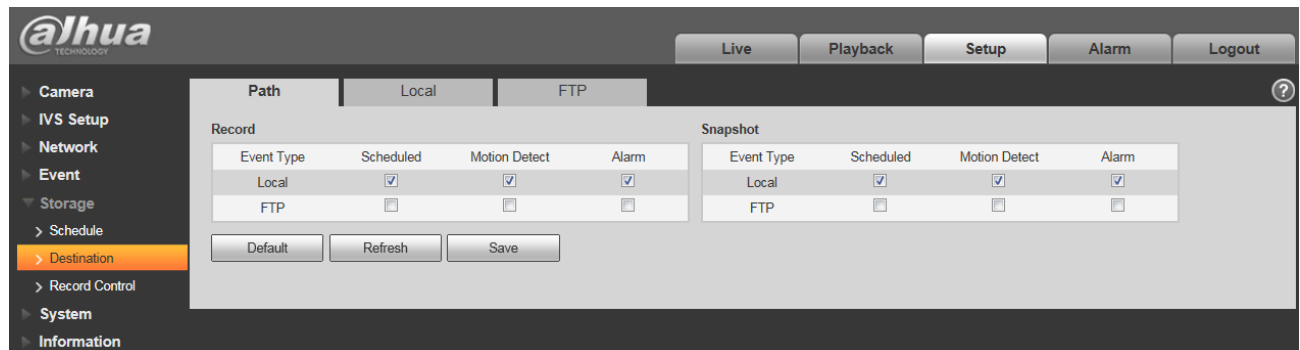 alhua
TECHNOLOGY
Live Playback Setup Alarm Logout
Camera
IVS Setup
Network
Event
Storage
Schedule
Destination
Record Control
System
Information
Path Local FTP
?
Record
Event Type Scheduled Motion Detect Alarm
Local
FTP
Default Refresh Save
Snapshot
Event Type Scheduled Motion Detect Alarm
Local
FTP